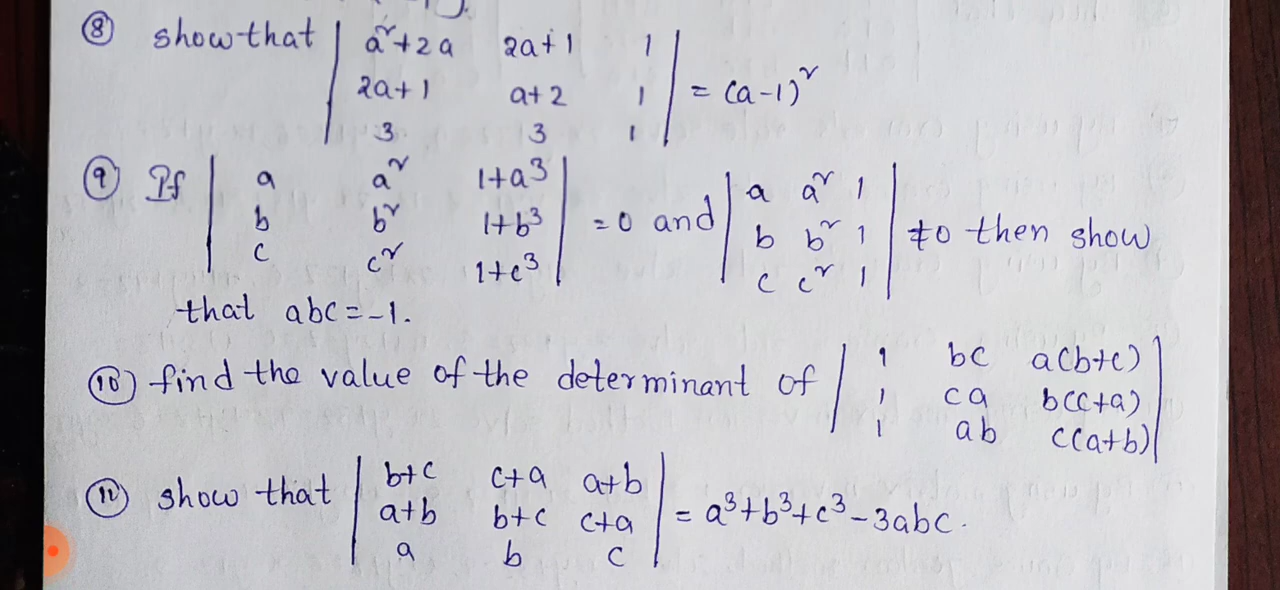 ⑧ show that | a²+2a 2a+1 1 |
| 2a+1 a+2 1 | = (a-1)²
| 3 3 1 |
⑨ If | a a² 1+a³ |
| b b² 1+b³ | = 0 and | a a² 1 |
| c c² 1+c³ | | b b² 1 | ≠0 then show
| c c² 1 |
that abc = -1.
⑩ find the value of the determinant of | 1 bc a(b+c) |
| 1 ca b(c+a) |
| 1 ab c(a+b) |
⑪ show that | b+c c+a a+b |
| a+b b+c c+a | = a³+b³+c³-3abc.
| a b c |